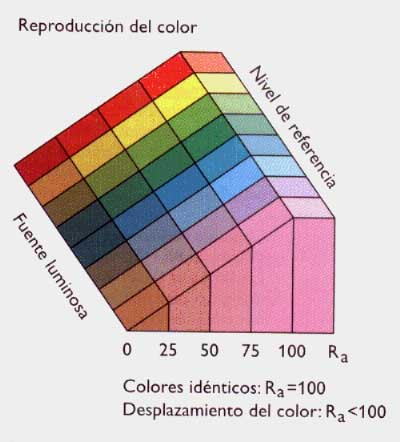 Reproducción del color
Nivel de referencia
Fuente luminosa
0 25 50 75 100 Ra
Colores idénticos: Ra=100
Desplazamiento del color: Ra<100